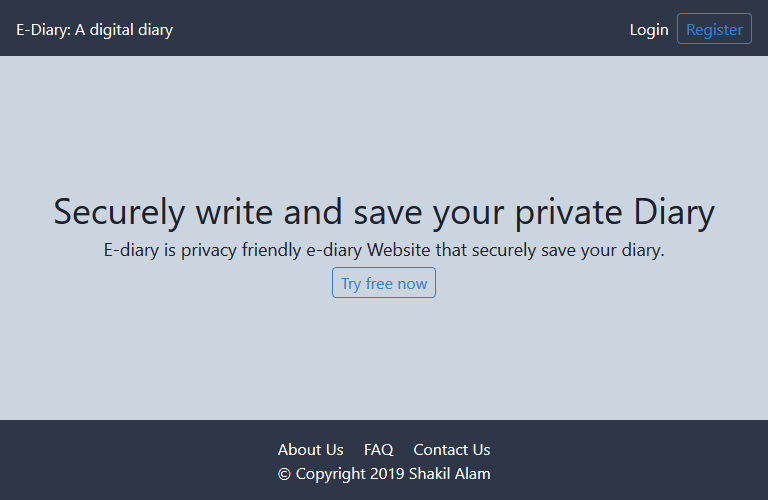 E-Diary: A digital diary Login Register
Securely write and save your private Diary
E-diary is privacy friendly e-diary Website that securely save your diary.
Try free now
About Us FAQ Contact Us
© Copyright 2019 Shakil Alam